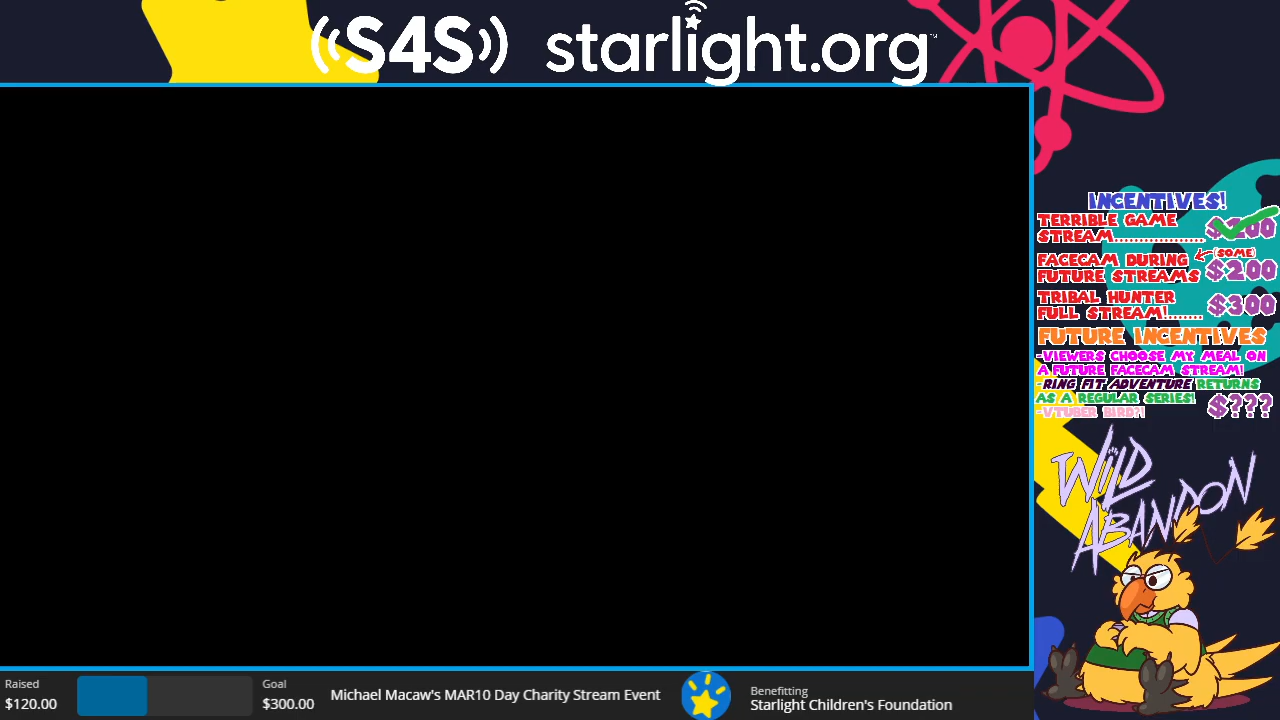 ((S4S)) starlight.org™
INCENTIVES!
TERRIBLE GAME
STREAM.................. $100
FACECAM DURING (SOME)
FUTURE STREAMS $200
TRIBAL HUNTER
FULL STREAM!....... $300
FUTURE INCENTIVES
-VIEWERS CHOOSE MY MEAL ON
A FUTURE FACECAM STREAM!
-RING FIT ADVENTURE RETURNS
AS A REGULAR SERIES!
-VTUBER BIRD?! $???
WILD
ABANDON
Raised
$120.00
Goal
$300.00
Michael Macaw's MAR10 Day Charity Stream Event
Benefitting
Starlight Children's Foundation